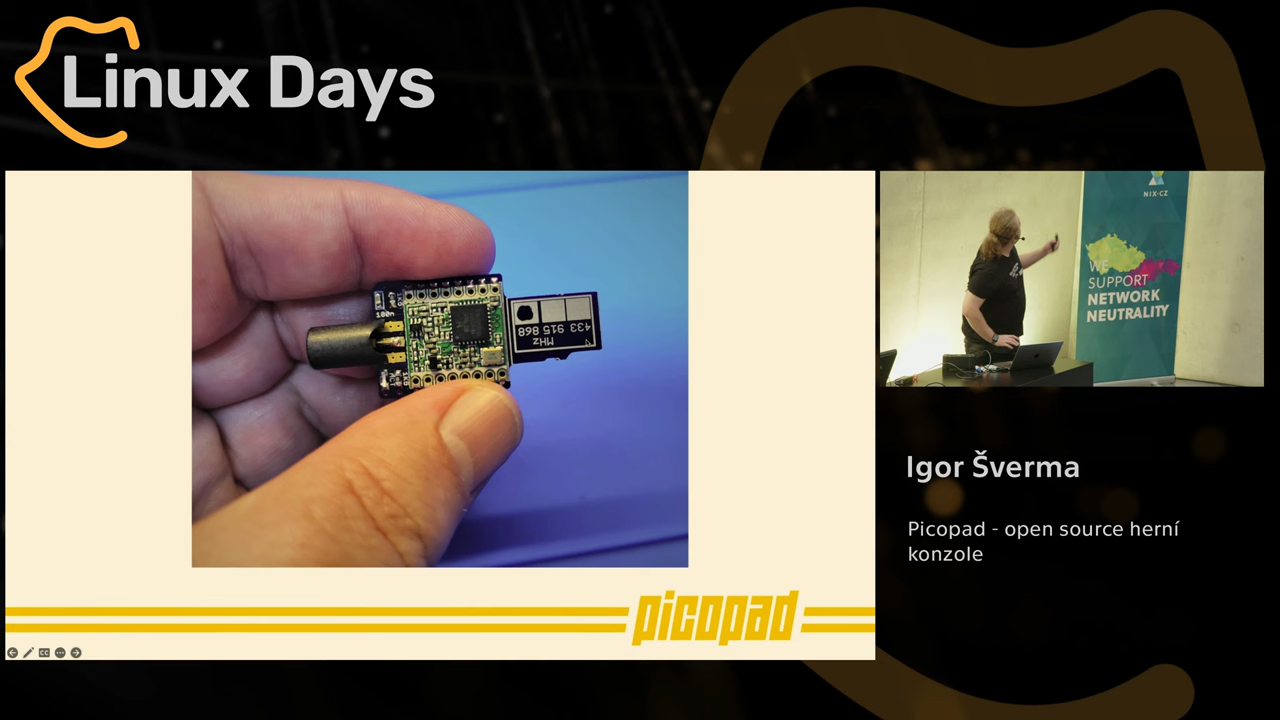 Linux Days
100n
433 915 868
MHz
picopad
NIX•CZ
WE
SUPPORT
NETWORK
NEUTRALITY
Igor Šverma
Picopad - open source herní
konzole